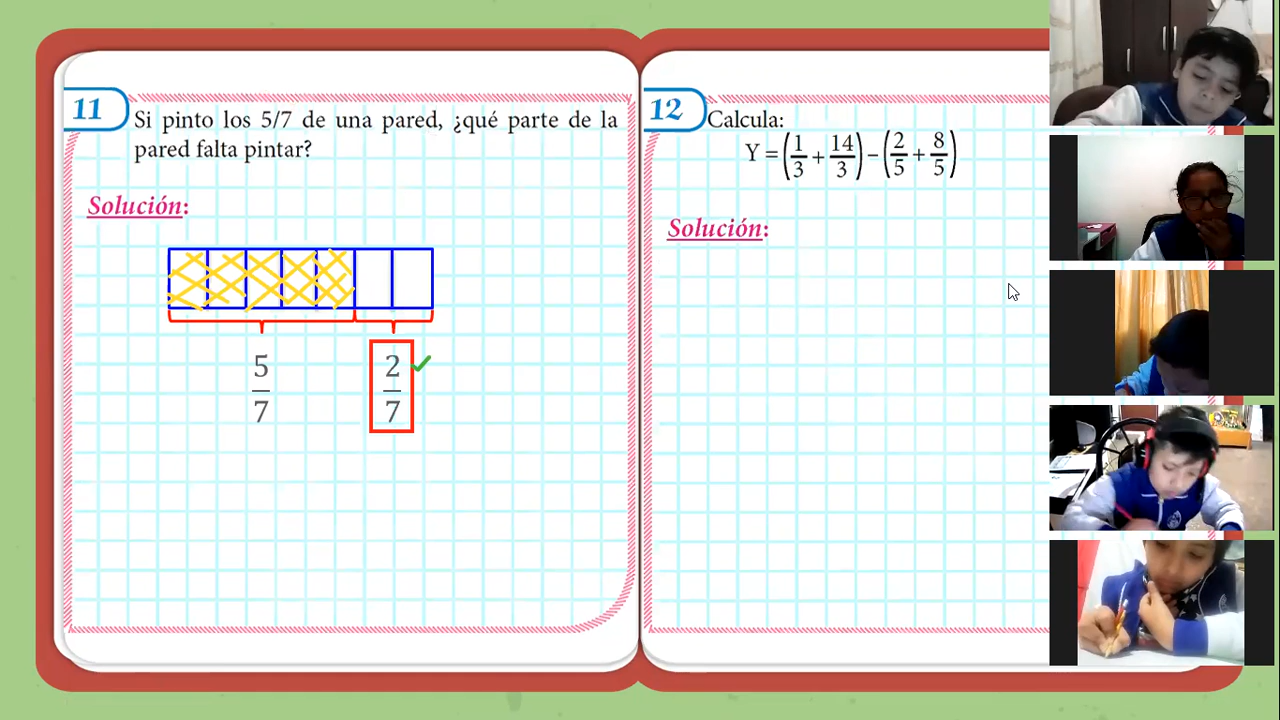 11
Si pinto los 5/7 de una pared, ¿qué parte de la
pared falta pintar?
Solución:
5/7
2/7
12
Calcula:
Y = (1/3 + 14/3) − (2/5 + 8/5)
Solución: